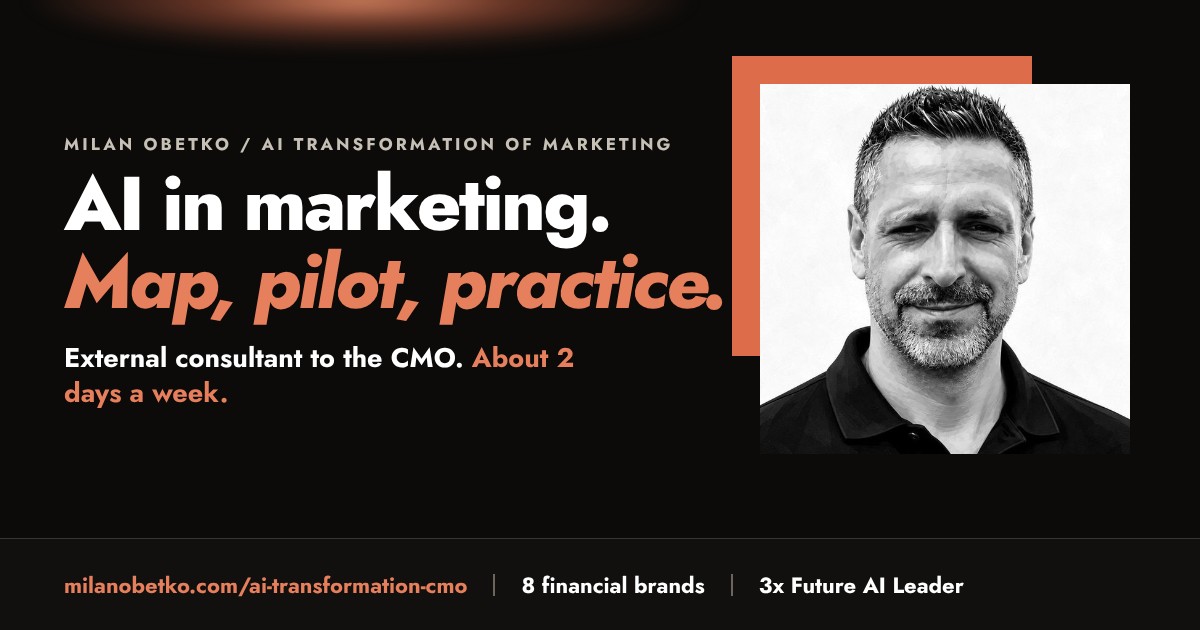 MILAN OBETKO / AI TRANSFORMATION OF MARKETING
AI in marketing.
Map, pilot, practice.
External consultant to the CMO. About 2
days a week.
milanobetko.com/ai-transformation-cmo | 8 financial brands | 3x Future AI Leader